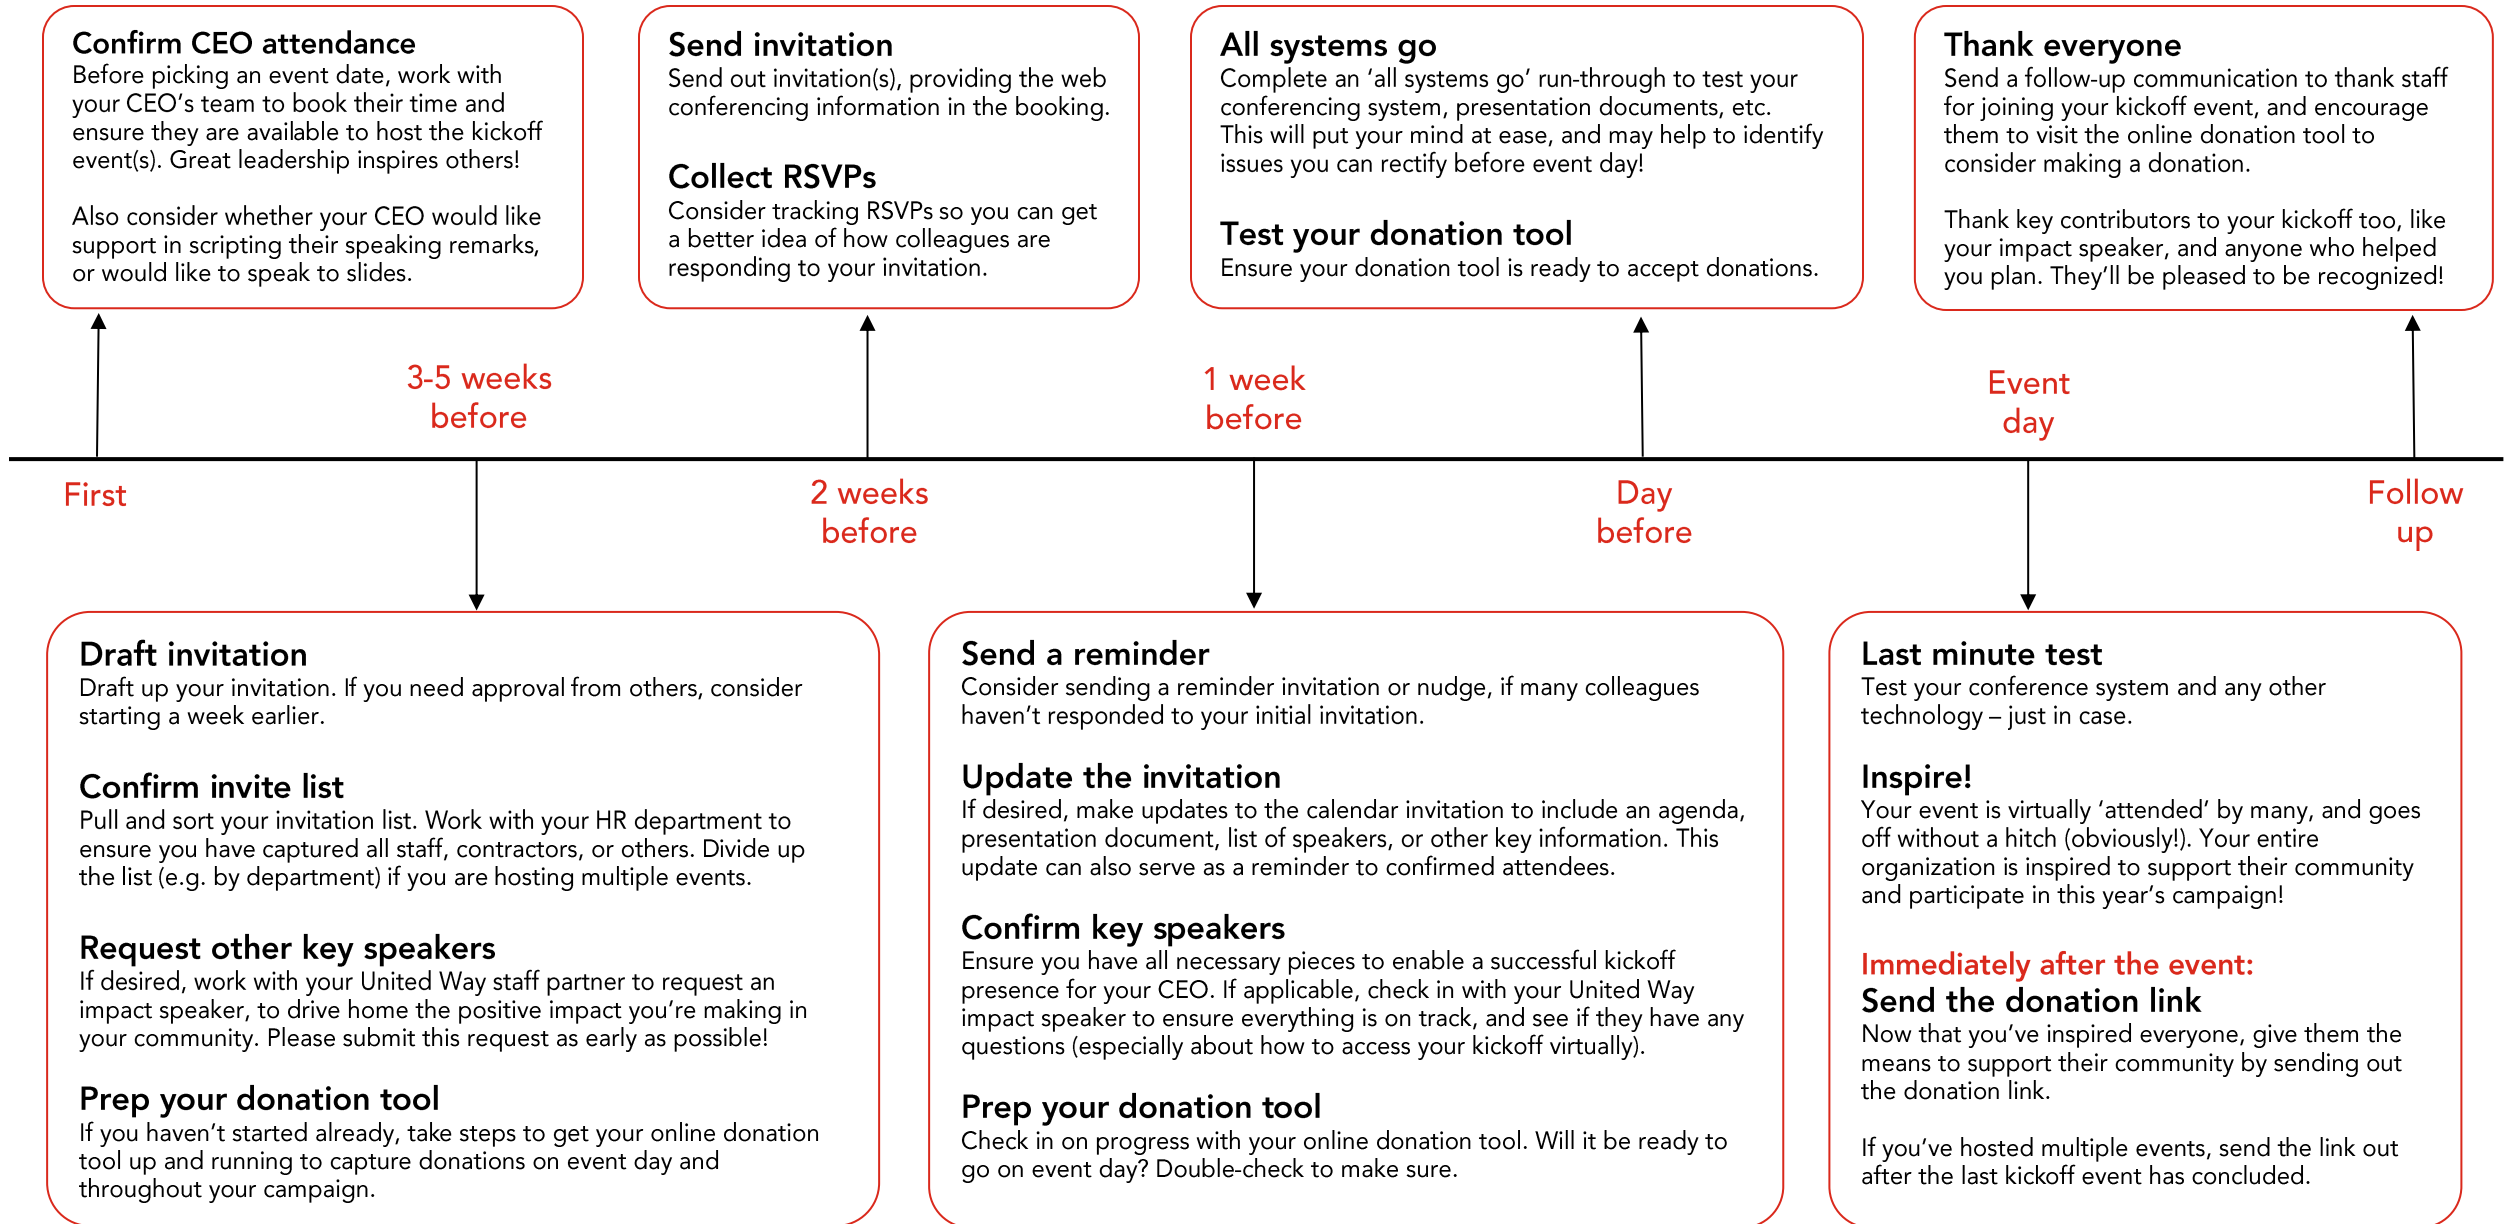 Confirm CEO attendance
Before picking an event date, work with
your CEO's team to book their time and
ensure they are available to host the kickoff
event(s). Great leadership inspires others!
Also consider whether your CEO would like
support in scripting their speaking remarks,
or would like to speak to slides.
Send invitation
Send out invitation(s), providing the web
conferencing information in the booking.
Collect RSVPs
Consider tracking RSVPs so you can get
a better idea of how colleagues are
responding to your invitation.
All systems go
Complete an ‘all systems go’ run-through to test your
conferencing system, presentation documents, etc.
This will put your mind at ease, and may help to identify
issues you can rectify before event day!
Test your donation tool
Ensure your donation tool is ready to accept donations.
Thank everyone
Send a follow-up communication to thank staff
for joining your kickoff event, and encourage
them to visit the online donation tool to
consider making a donation.
Thank key contributors to your kickoff too, like
your impact speaker, and anyone who helped
you plan. They’ll be pleased to be recognized!
First
3-5 weeks
before
2 weeks
before
1 week
before
Day
before
Event
day
Follow
up
Draft invitation
Draft up your invitation. If you need approval from others, consider
starting a week earlier.
Confirm invite list
Pull and sort your invitation list. Work with your HR department to
ensure you have captured all staff, contractors, or others. Divide up
the list (e.g. by department) if you are hosting multiple events.
Request other key speakers
If desired, work with your United Way staff partner to request an
impact speaker, to drive home the positive impact you’re making in
your community. Please submit this request as early as possible!
Prep your donation tool
If you haven’t started already, take steps to get your online donation
tool up and running to capture donations on event day and
throughout your campaign.
Send a reminder
Consider sending a reminder invitation or nudge, if many colleagues
haven’t responded to your initial invitation.
Update the invitation
If desired, make updates to the calendar invitation to include an agenda,
presentation document, list of speakers, or other key information. This
update can also serve as a reminder to confirmed attendees.
Confirm key speakers
Ensure you have all necessary pieces to enable a successful kickoff
presence for your CEO. If applicable, check in with your United Way
impact speaker to ensure everything is on track, and see if they have any
questions (especially about how to access your kickoff virtually).
Prep your donation tool
Check in on progress with your online donation tool. Will it be ready to
go on event day? Double-check to make sure.
Last minute test
Test your conference system and any other
technology – just in case.
Inspire!
Your event is virtually ‘attended’ by many, and goes
off without a hitch (obviously!). Your entire
organization is inspired to support their community
and participate in this year’s campaign!
Immediately after the event:
Send the donation link
Now that you’ve inspired everyone, give them the
means to support their community by sending out
the donation link.
If you’ve hosted multiple events, send the link out
after the last kickoff event has concluded.